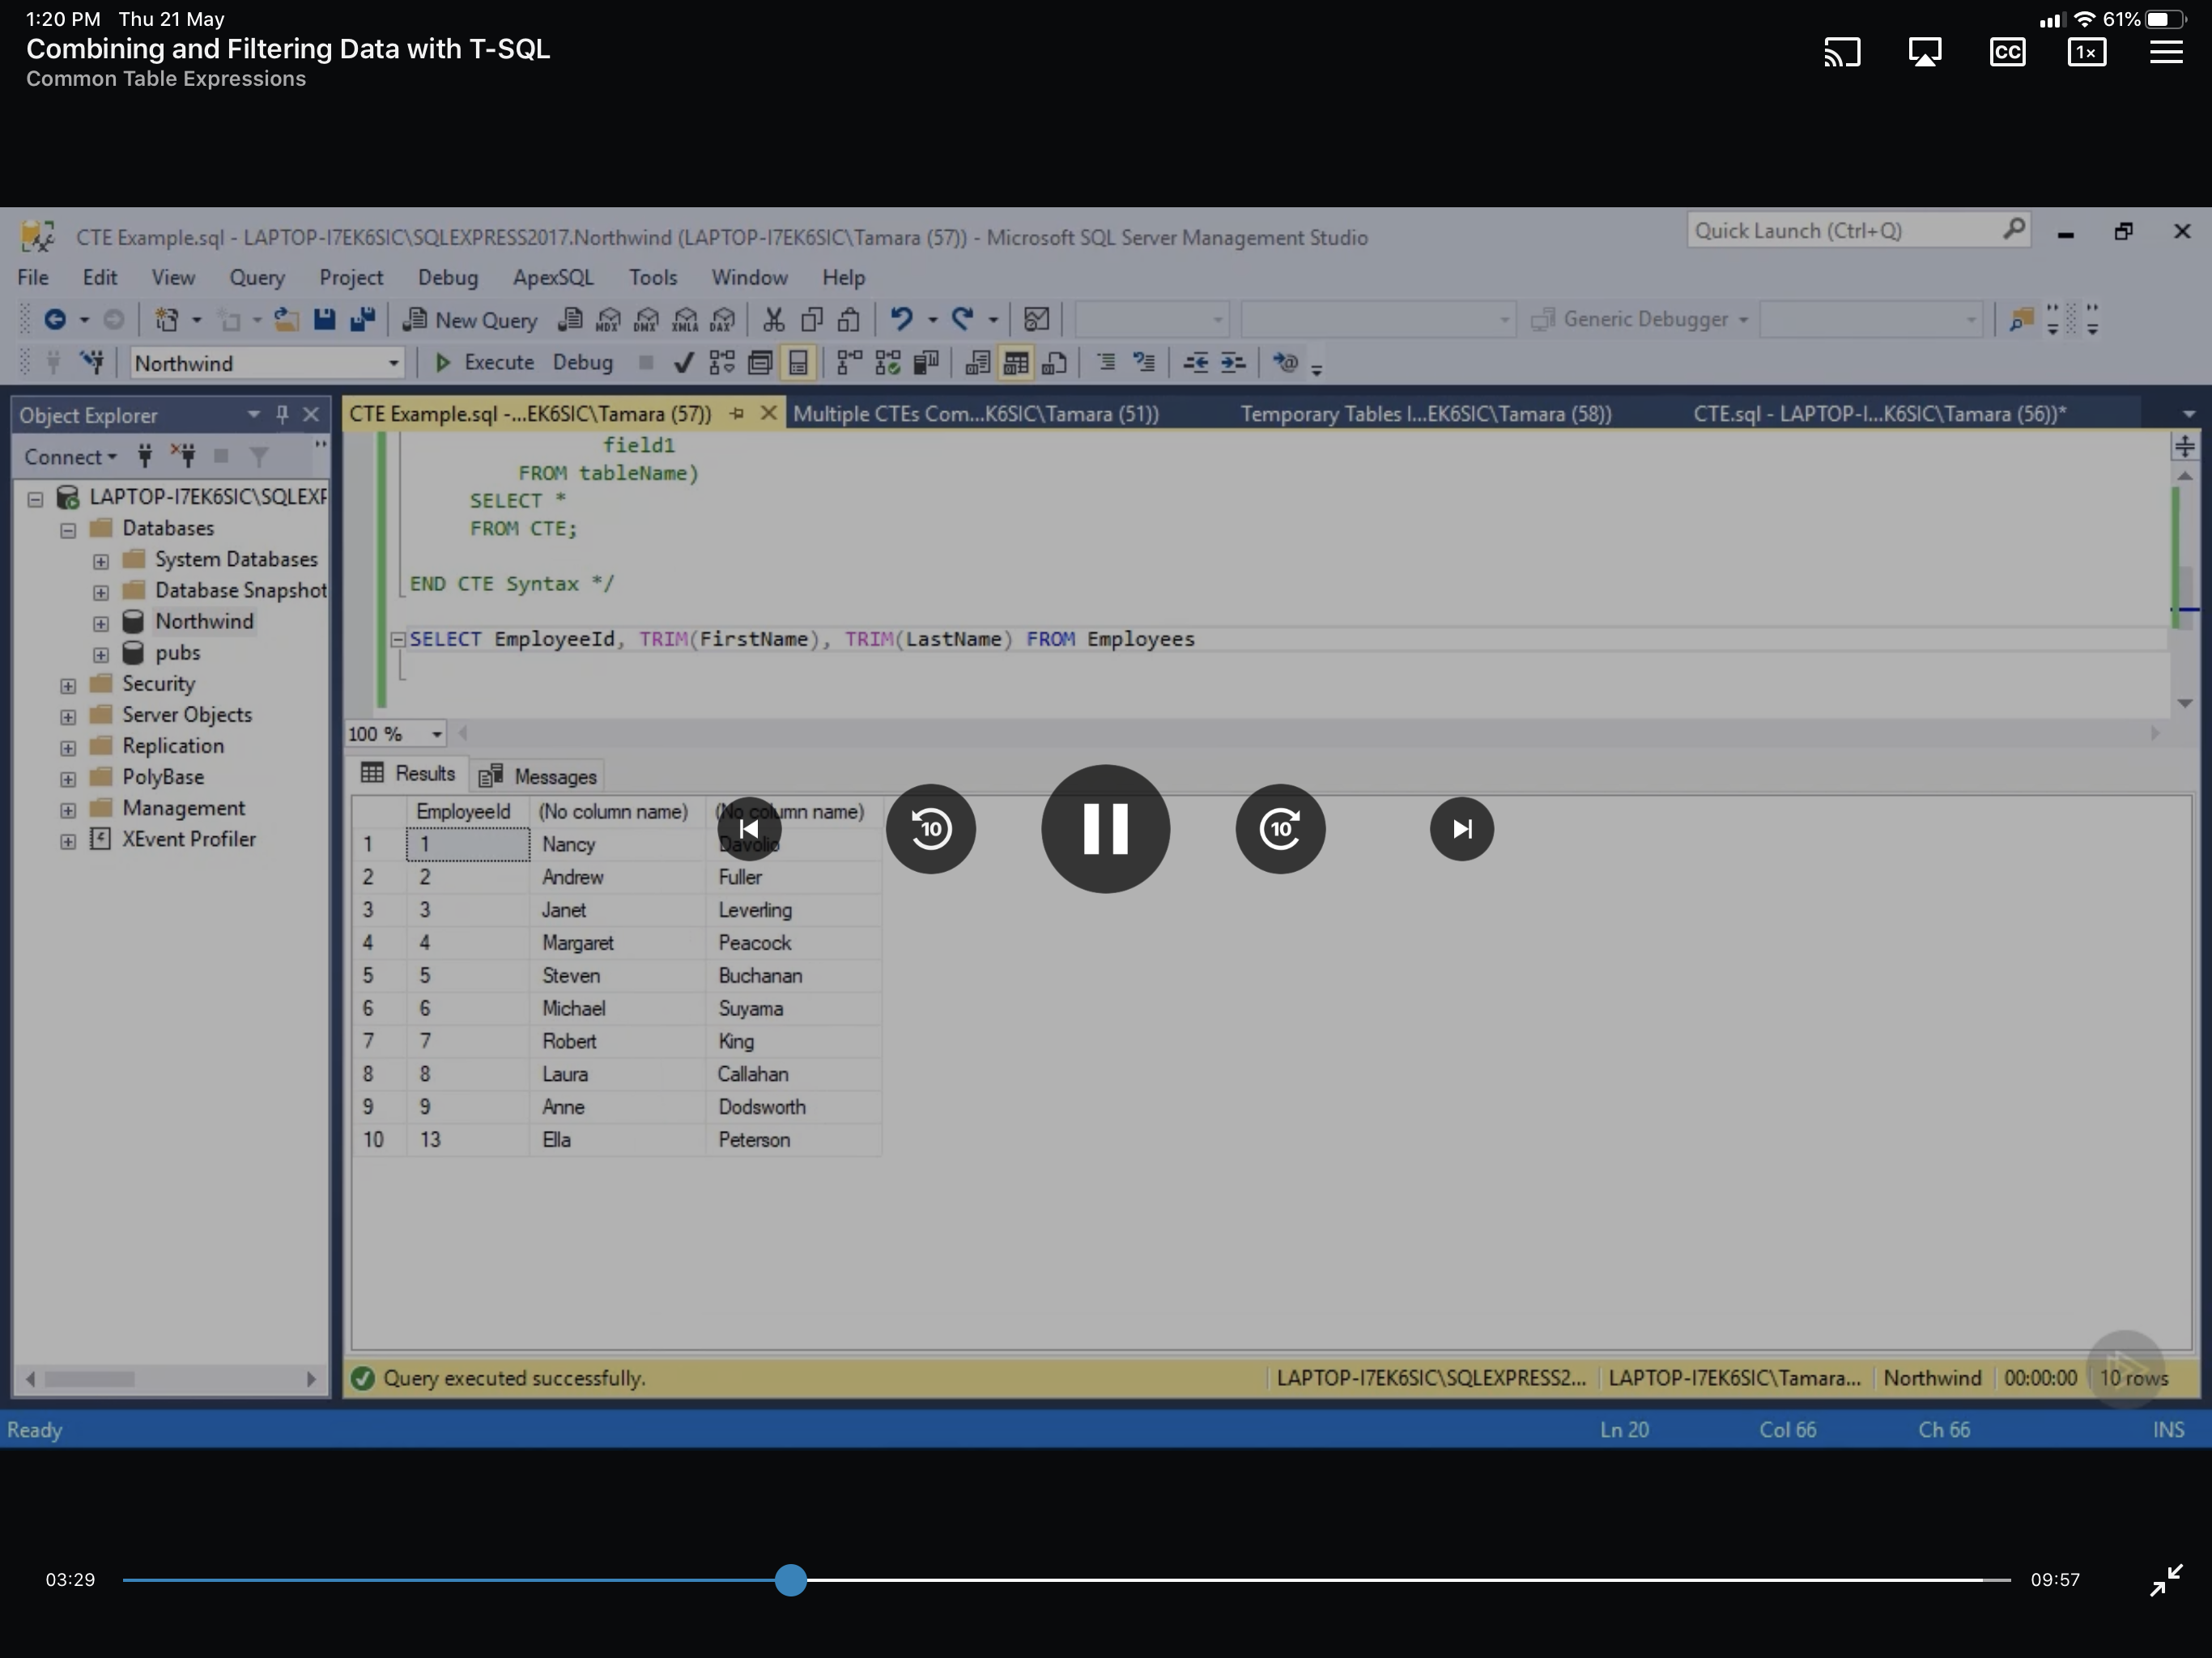 1:20 PM Thu 21 May
61%
Combining and Filtering Data with T-SQL
Common Table Expressions
CC
1×
CTE Example.sql - LAPTOP-I7EK6SIC\SQLEXPRESS2017.Northwind (LAPTOP-I7EK6SIC\Tamara (57)) - Microsoft SQL Server Management Studio
Quick Launch (Ctrl+Q)
File Edit View Query Project Debug ApexSQL Tools Window Help
New Query MDX DMX XMLA DAX Generic Debugger
Northwind Execute Debug
Object Explorer
CTE Example.sql -...EK6SIC\Tamara (57)) Multiple CTEs Com...K6SIC\Tamara (51)) Temporary Tables I...EK6SIC\Tamara (58)) CTE.sql - LAPTOP-I...K6SIC\Tamara (56))*
Connect
LAPTOP-I7EK6SIC\SQLEXP
Databases
System Databases
Database Snapshot
Northwind
pubs
Security
Server Objects
Replication
PolyBase
Management
XEvent Profiler
field1
FROM tableName)
SELECT *
FROM CTE;
END CTE Syntax */
SELECT EmployeeId, TRIM(FirstName), TRIM(LastName) FROM Employees
100 %
Results Messages
EmployeeId (No column name) (No column name)
1 1 Nancy Davolio
2 2 Andrew Fuller
3 3 Janet Leverling
4 4 Margaret Peacock
5 5 Steven Buchanan
6 6 Michael Suyama
7 7 Robert King
8 8 Laura Callahan
9 9 Anne Dodsworth
10 13 Ella Peterson
10
10
Query executed successfully. LAPTOP-I7EK6SIC\SQLEXPRESS2... LAPTOP-I7EK6SIC\Tamara... Northwind 00:00:00 10 rows
Ready Ln 20 Col 66 Ch 66 INS
03:29
09:57